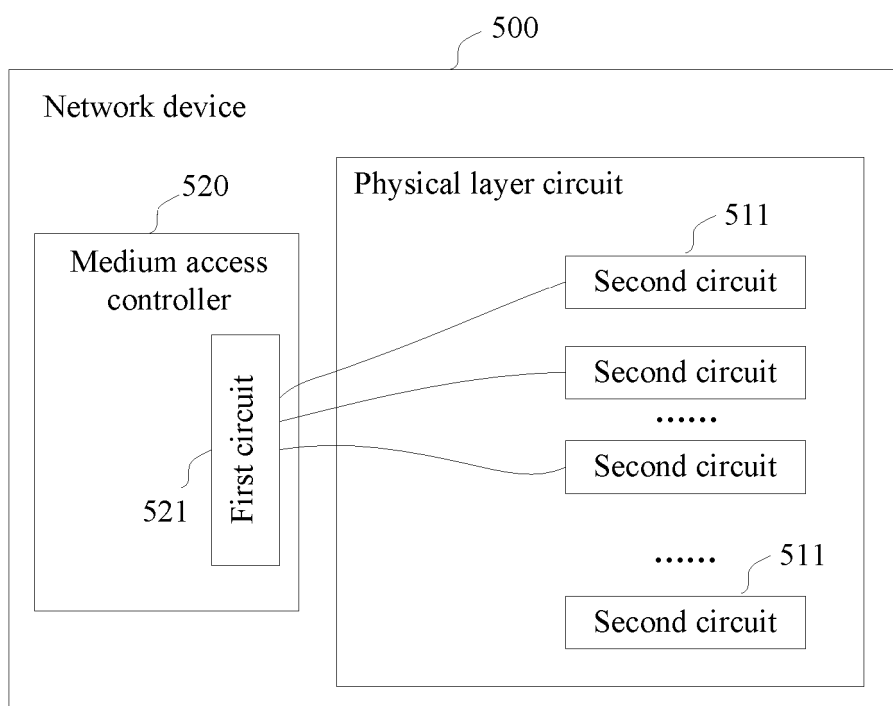 500
Network device
520
Physical layer circuit
511
Medium access
controller
Second circuit
Second circuit
......
First circuit
Second circuit
521
......
511
Second circuit